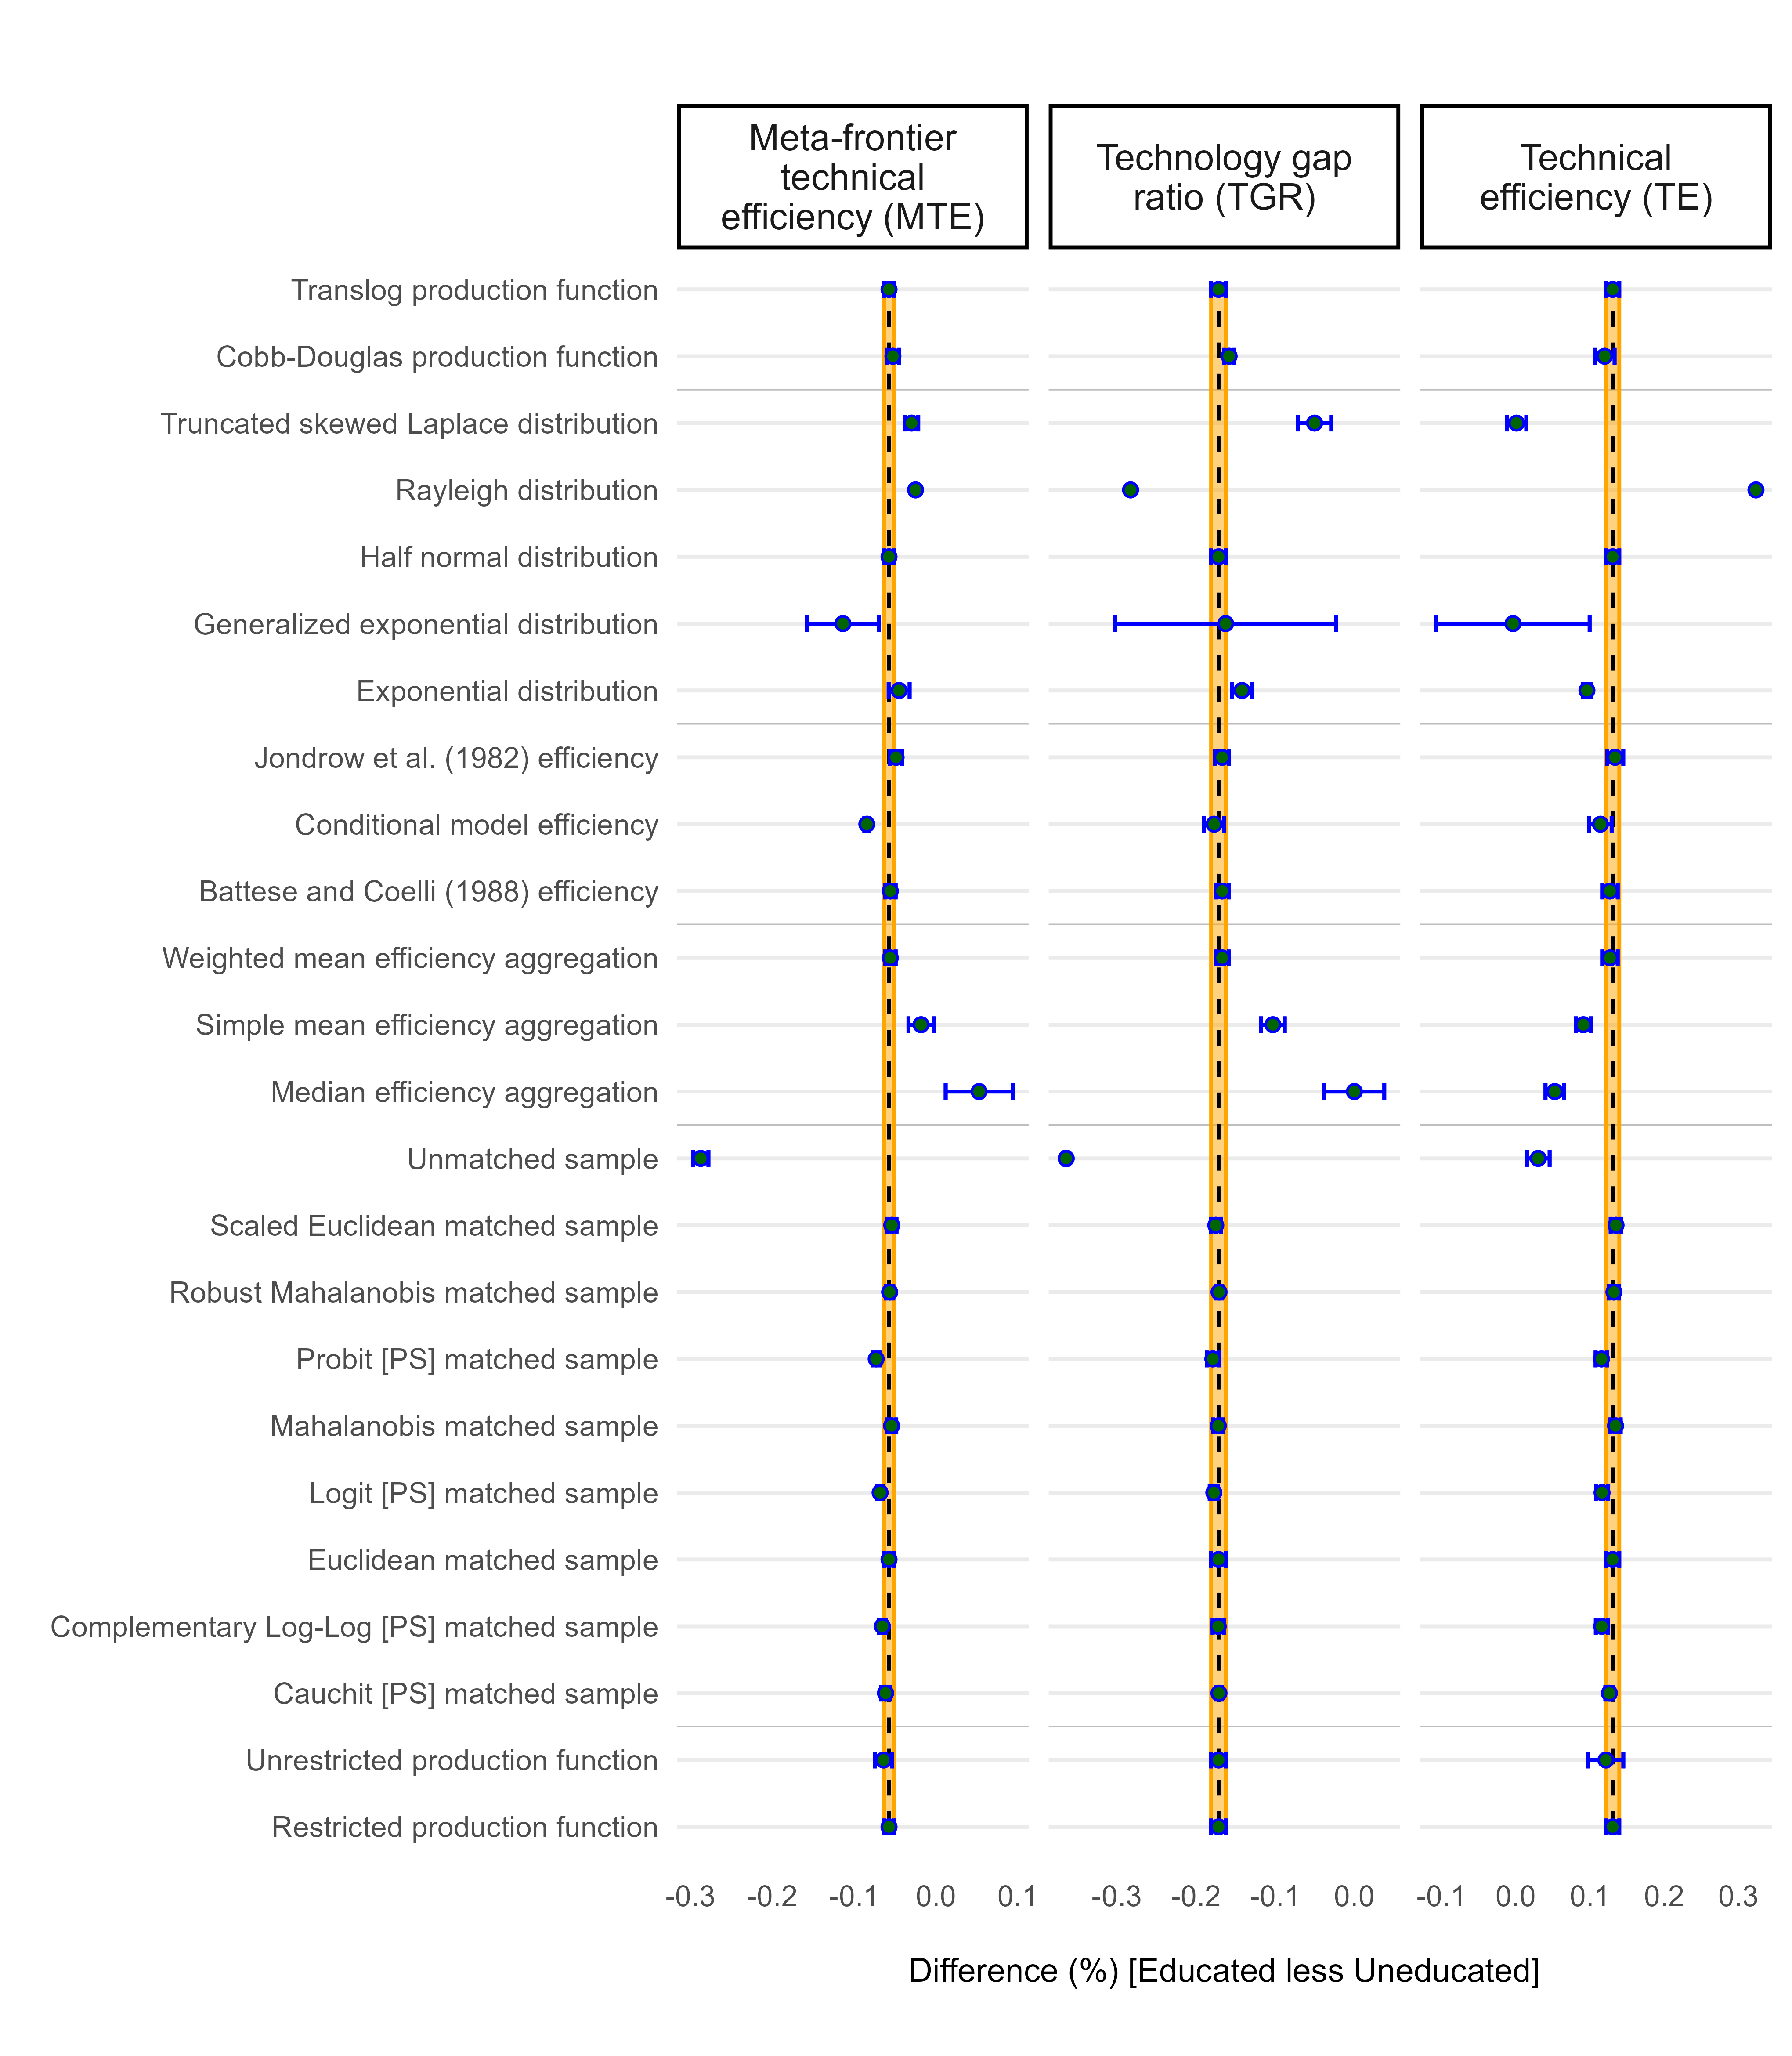 Meta-frontier
technical
efficiency (MTE)
Technology gap
ratio (TGR)
Technical
efficiency (TE)
Translog production function
Cobb-Douglas production function
Truncated skewed Laplace distribution
Rayleigh distribution
Half normal distribution
Generalized exponential distribution
Exponential distribution
Jondrow et al. (1982) efficiency
Conditional model efficiency
Battese and Coelli (1988) efficiency
Weighted mean efficiency aggregation
Simple mean efficiency aggregation
Median efficiency aggregation
Unmatched sample
Scaled Euclidean matched sample
Robust Mahalanobis matched sample
Probit [PS] matched sample
Mahalanobis matched sample
Logit [PS] matched sample
Euclidean matched sample
Complementary Log-Log [PS] matched sample
Cauchit [PS] matched sample
Unrestricted production function
Restricted production function
-0.3 -0.2 -0.1 0.0 0.1 -0.3 -0.2 -0.1 0.0 -0.1 0.0 0.1 0.2 0.3
Difference (%) [Educated less Uneducated]